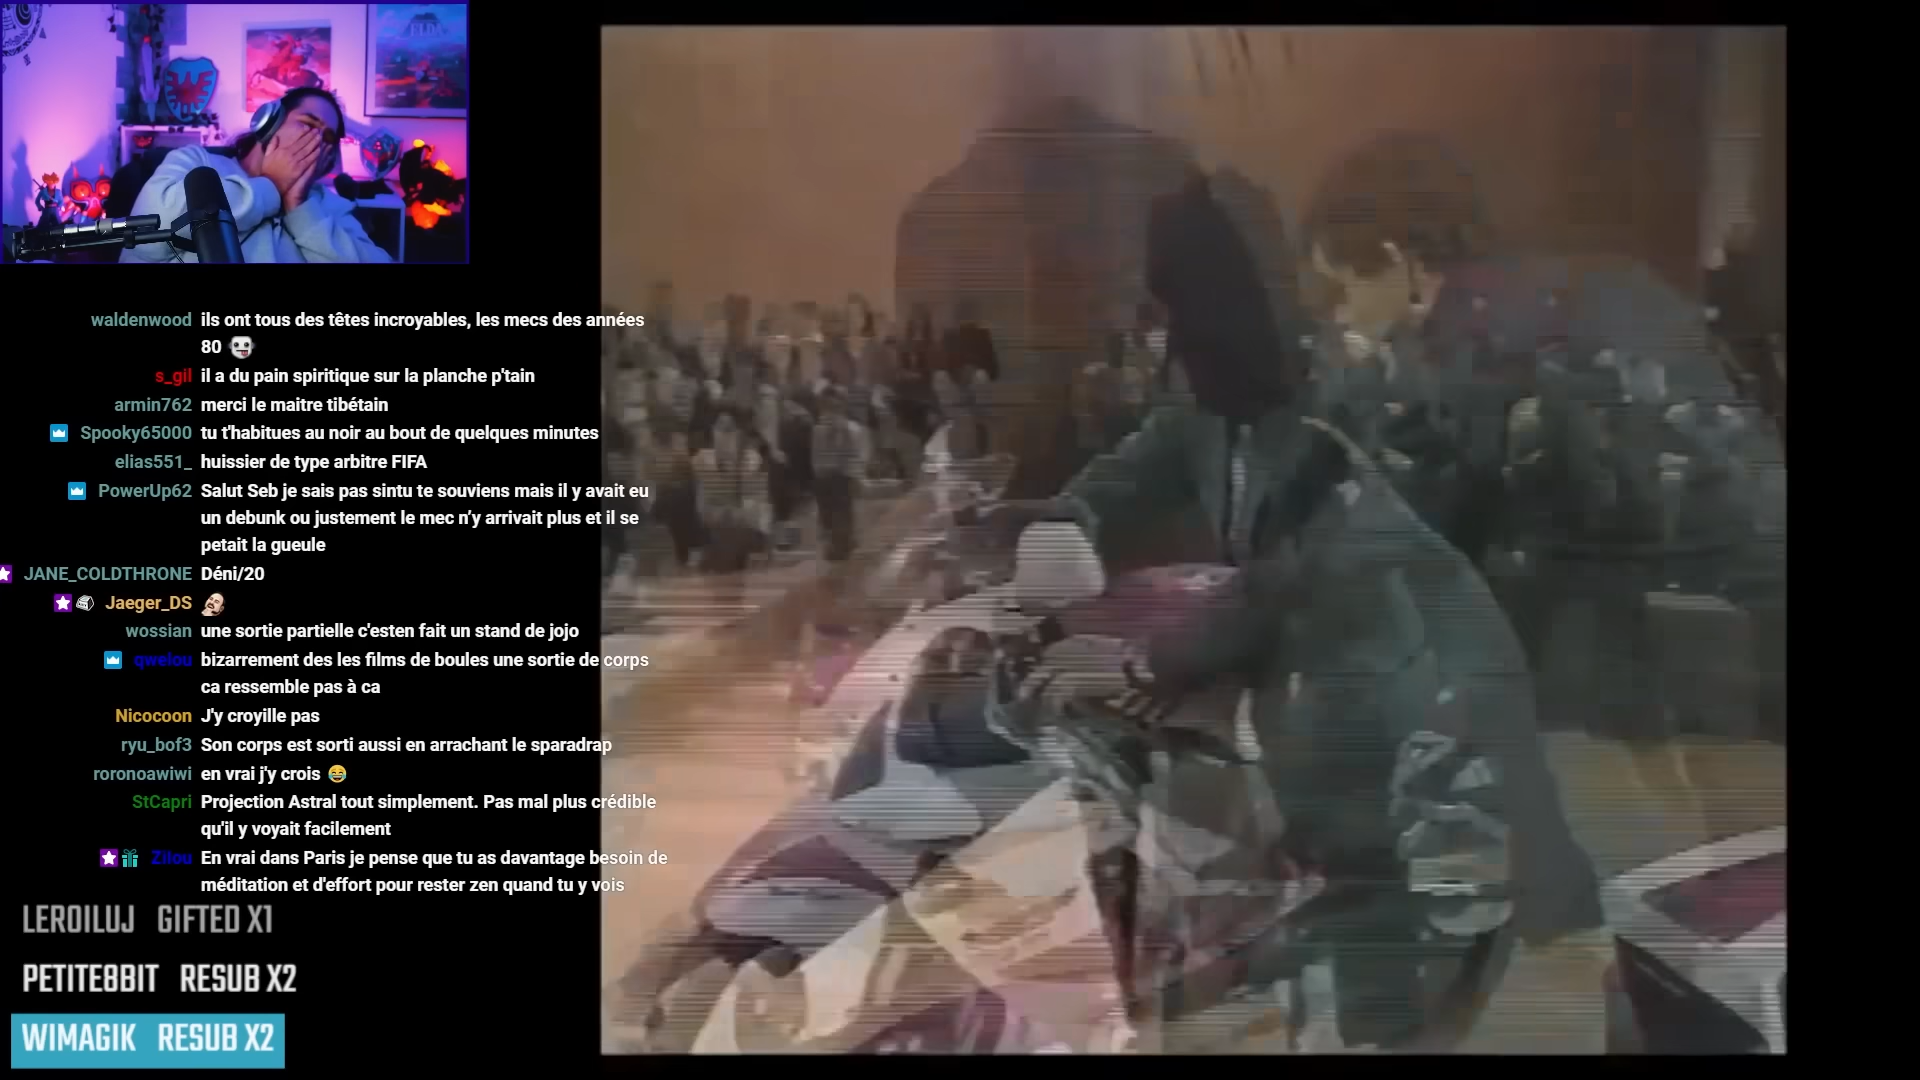 ELDA
waldenwood ils ont tous des têtes incroyables, les mecs des années
80
s_gil il a du pain spiritique sur la planche p'tain
armin762 merci le maitre tibétain
Spooky65000 tu t'habitues au noir au bout de quelques minutes
elias551_ huissier de type arbitre FIFA
PowerUp62 Salut Seb je sais pas sintu te souviens mais il y avait eu
un debunk ou justement le mec n’y arrivait plus et il se
petait la gueule
JANE_COLDTHRONE Déni/20
Jaeger_DS
wossian une sortie partielle c'esten fait un stand de jojo
qwelou bizarrement des les films de boules une sortie de corps
ca ressemble pas à ca
Nicocoon J'y croyille pas
ryu_bof3 Son corps est sorti aussi en arrachant le sparadrap
roronoawiwi en vrai j'y crois 😂
StCapri Projection Astral tout simplement. Pas mal plus crédible
qu'il y voyait facilement
Zilou En vrai dans Paris je pense que tu as davantage besoin de
méditation et d'effort pour rester zen quand tu y vois
LEROILUJ GIFTED X1
PETITE8BIT RESUB X2
WIMAGIK RESUB X2